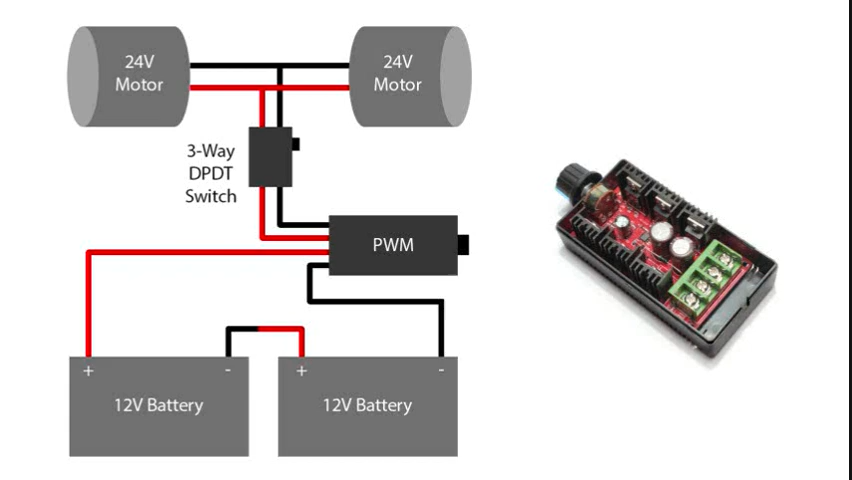 24V
Motor
24V
Motor
3-Way
DPDT
Switch
PWM
+
-
+
-
12V Battery
12V Battery